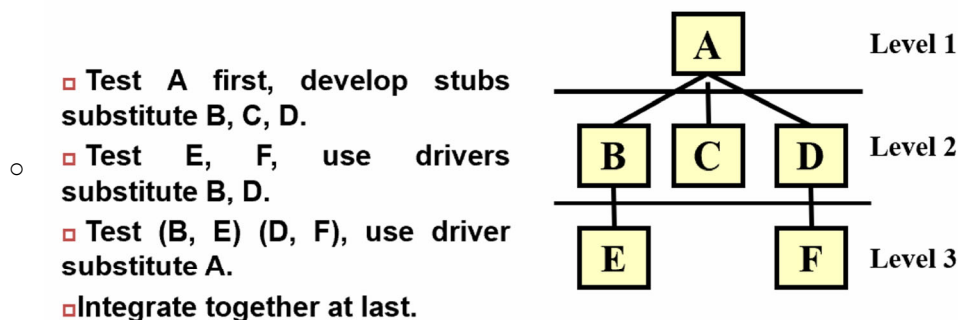 Test A first, develop stubs
substitute B, C, D.
Test E, F, use drivers
substitute B, D.
Test (B, E) (D, F), use driver
substitute A.
Integrate together at last.
A
Level 1
B C D
Level 2
E F
Level 3